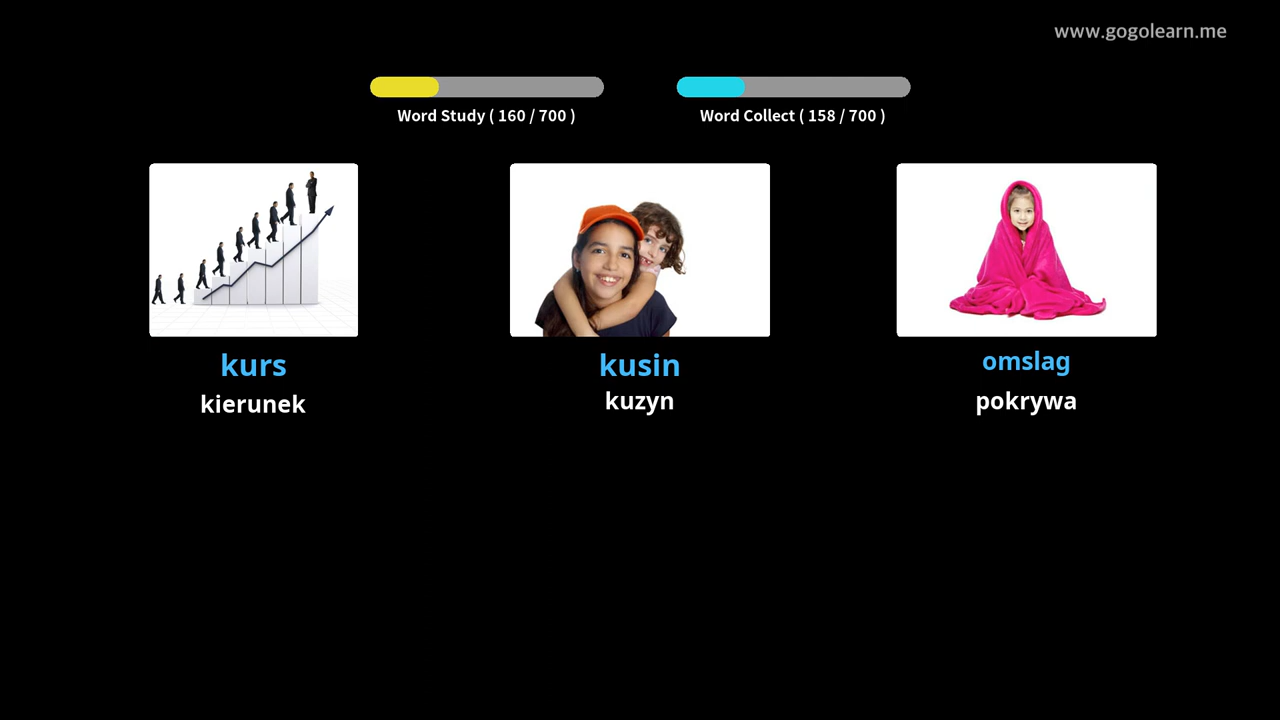 www.gogolearn.me
Word Study ( 160 / 700 )
Word Collect ( 158 / 700 )
kurs
kierunek
kusin
kuzyn
omslag
pokrywa